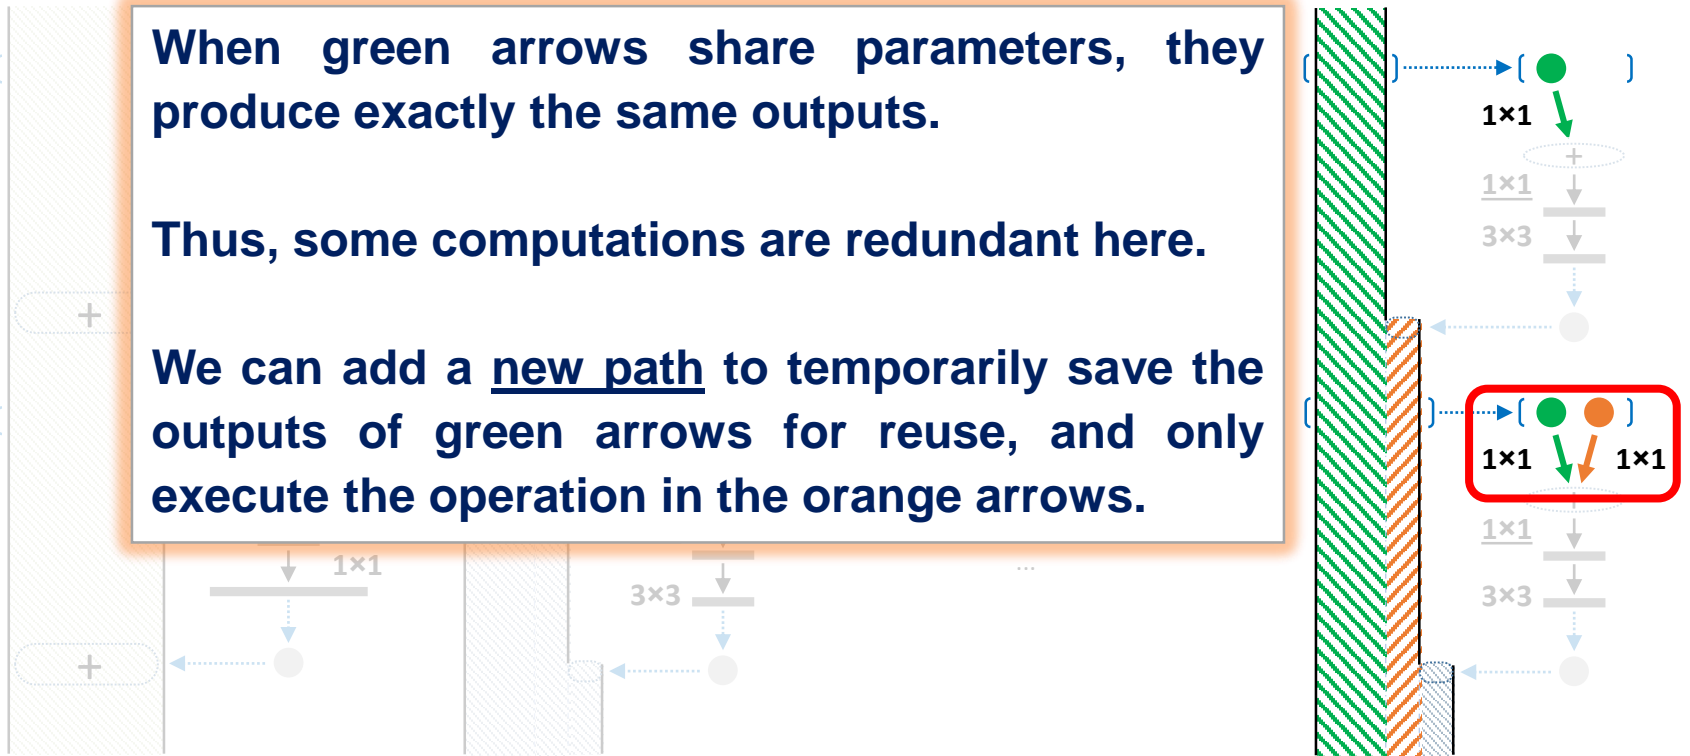 When green arrows share parameters, they
produce exactly the same outputs.
Thus, some computations are redundant here.
We can add a new path to temporarily save the
outputs of green arrows for reuse, and only
execute the operation in the orange arrows.
1×1
+
1×1
3×3
+
1×1 1×1
+
1×1
3×3
1×1
3×3
...
+